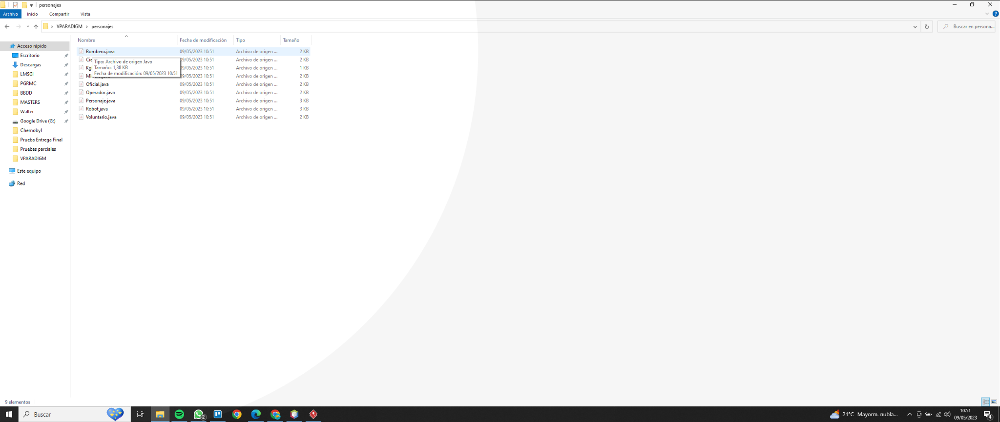 personajes
Archivo Inicio Compartir Vista
VPARADIGM personajes
Buscar en persona...
Nombre Fecha de modificación Tipo Tamaño
Acceso rápido
Escritorio
Descargas
LMSGI
PGRMC
BBDD
MASTERS
Walter
Google Drive (G:)
Chernobyl
Prueba Entrega Final
Pruebas parciales
VPARADIGM
Este equipo
Red
Bombero.java 09/05/2023 10:51 Archivo de origen ... 2 KB
Cie 09/05/2023 10:51 Archivo de origen ... 2 KB
Kg 09/05/2023 10:51 Archivo de origen ... 1 KB
09/05/2023 10:51 Archivo de origen ... 2 KB
Oficial.java 09/05/2023 10:51 Archivo de origen ... 2 KB
Operador.java 09/05/2023 10:51 Archivo de origen ... 2 KB
Personaje.java 09/05/2023 10:51 Archivo de origen ... 3 KB
Robot.java 09/05/2023 10:51 Archivo de origen ... 3 KB
Voluntario.java 09/05/2023 10:51 Archivo de origen ... 2 KB
Tipo: Archivo de origen Java
Tamaño: 1,38 KB
Fecha de modificación: 09/05/2023 10:51
9 elementos
Buscar
2
21°C Mayorm. nubla...
10:51
09/05/2023
4